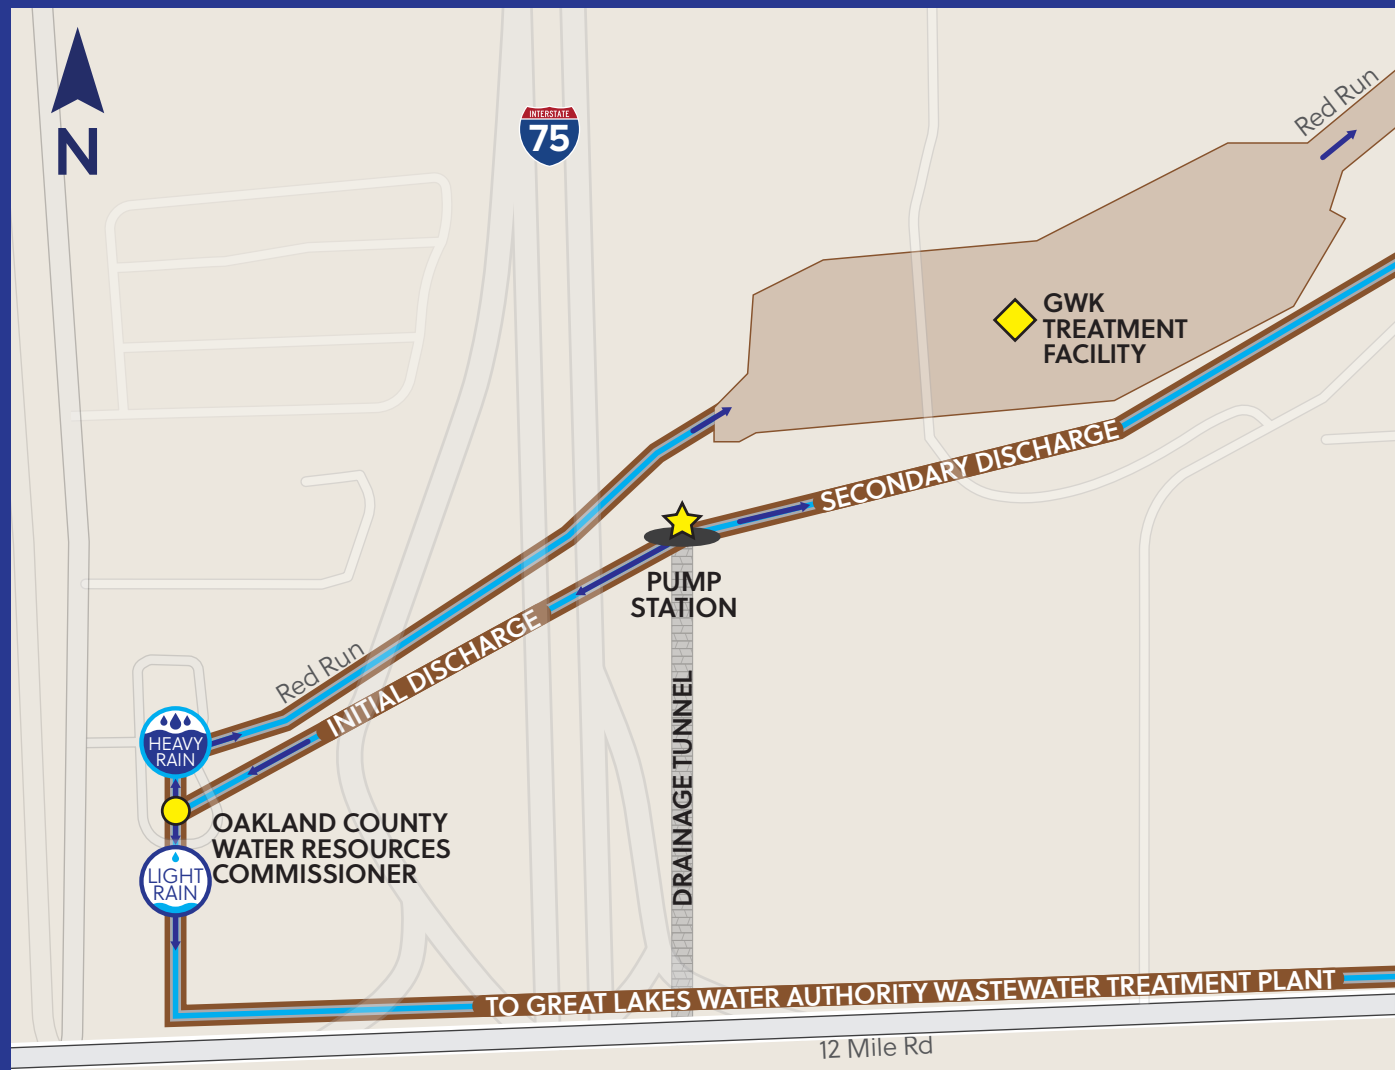 N
INTERSTATE
75
Red Run
GWK
TREATMENT
FACILITY
SECONDARY DISCHARGE
PUMP
STATION
INITIAL DISCHARGE
Red Run
DRAINAGE TUNNEL
HEAVY
RAIN
OAKLAND COUNTY
WATER RESOURCES
COMMISSIONER
LIGHT
RAIN
TO GREAT LAKES WATER AUTHORITY WASTEWATER TREATMENT PLANT
12 Mile Rd